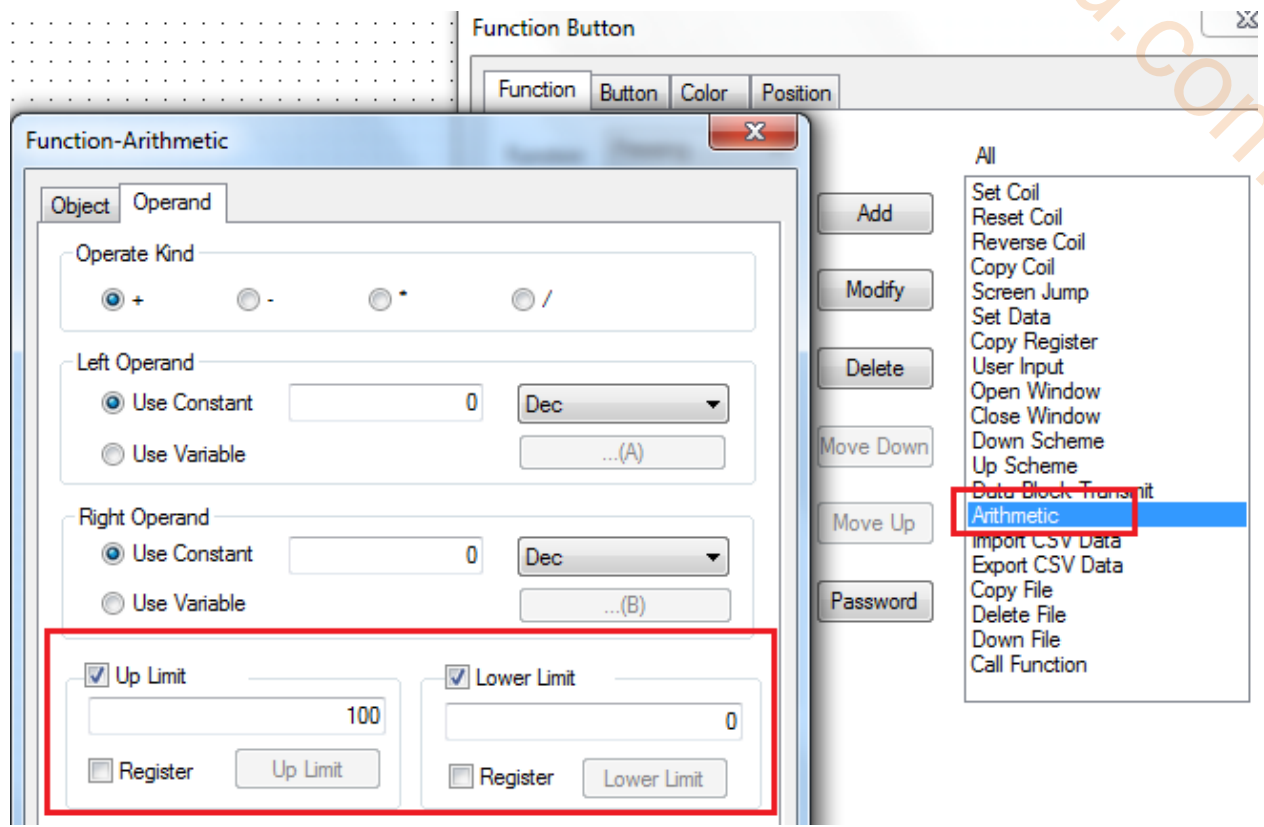 Function Button
Function Button Color Position
Function-Arithmetic
Object Operand
Operate Kind
+ - * /
Left Operand
Use Constant 0 Dec
Use Variable ...(A)
Right Operand
Use Constant 0 Dec
Use Variable ...(B)
Up Limit
100
Register Up Limit
Lower Limit
0
Register Lower Limit
Add
Modify
Delete
Move Down
Move Up
Password
All
Set Coil
Reset Coil
Reverse Coil
Copy Coil
Screen Jump
Set Data
Copy Register
User Input
Open Window
Close Window
Down Scheme
Up Scheme
Data Block Transmit
Arithmetic
Import CSV Data
Export CSV Data
Copy File
Delete File
Down File
Call Function
a.com